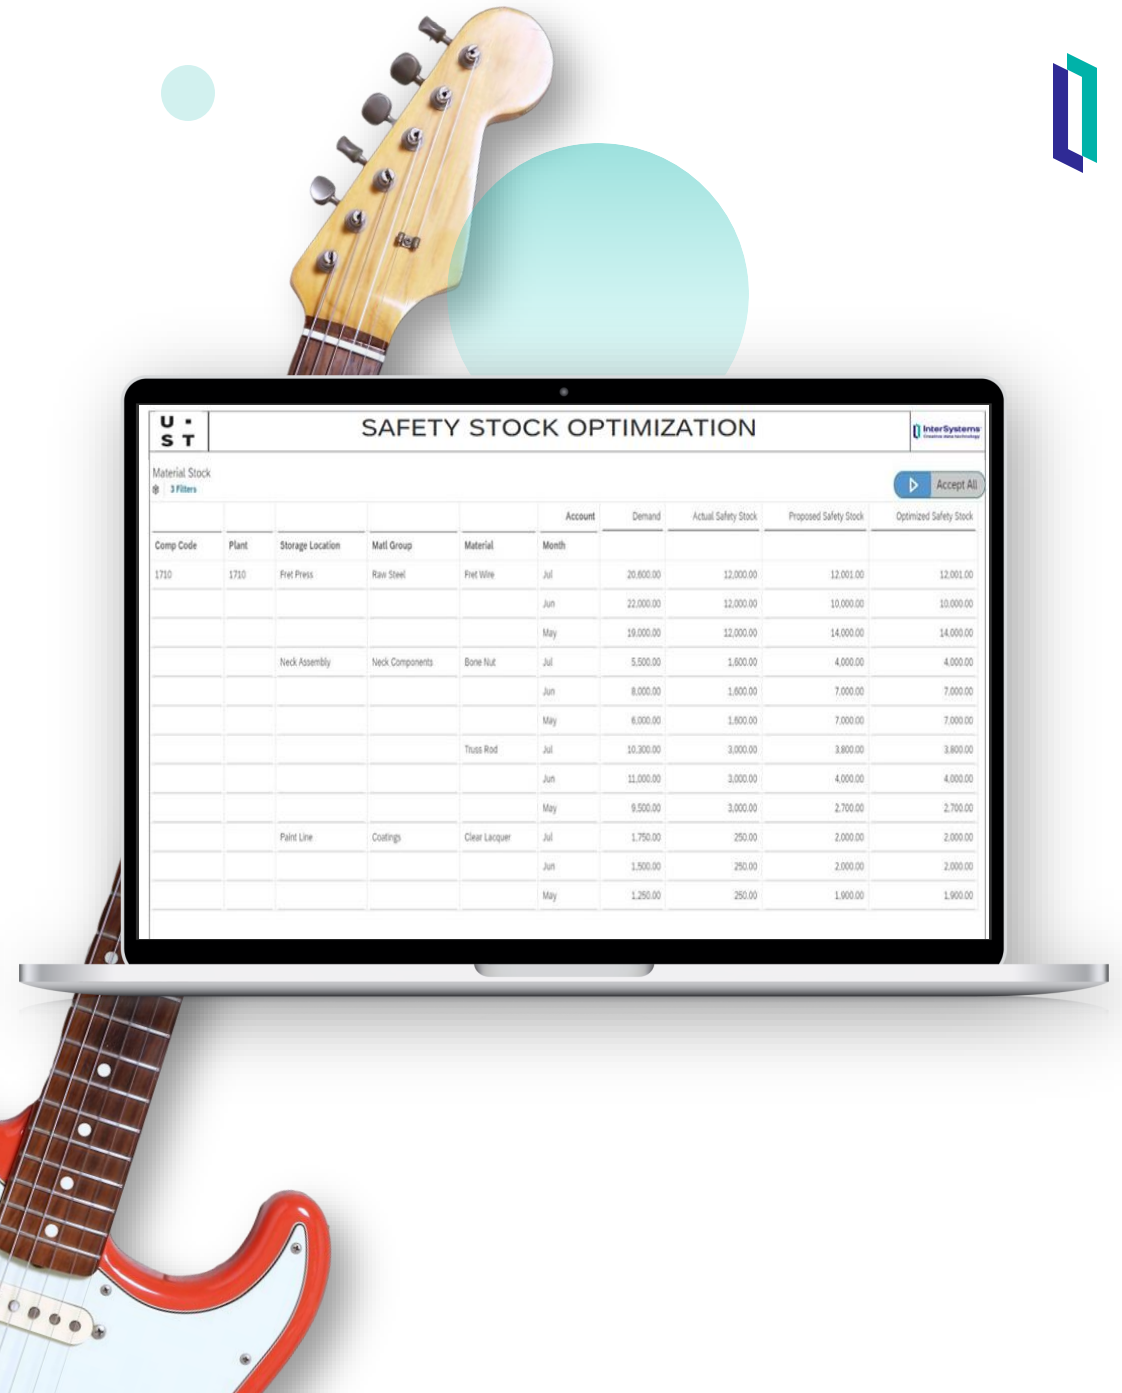 U · SAFETY STOCK OPTIMIZATION InterSystems
S T Creative data technology
Material Stock
3 Filters Accept All
Account Demand Actual Safety Stock Proposed Safety Stock Optimized Safety Stock
Comp Code Plant Storage Location Matl Group Material Month
1710 1710 Fret Press Raw Steel Fret Wire Jul 20,600.00 12,000.00 12,001.00 12,001.00
Jun 22,000.00 12,000.00 10,000.00 10,000.00
May 19,000.00 12,000.00 14,000.00 14,000.00
Neck Assembly Neck Components Bone Nut Jul 5,500.00 1,600.00 4,000.00 4,000.00
Jun 8,000.00 1,600.00 7,000.00 7,000.00
May 6,000.00 1,600.00 7,000.00 7,000.00
Truss Rod Jul 10,300.00 3,000.00 3,800.00 3,800.00
Jun 11,000.00 3,000.00 4,000.00 4,000.00
May 9,500.00 3,000.00 2,700.00 2,700.00
Paint Line Coatings Clear Lacquer Jul 1,750.00 250.00 2,000.00 2,000.00
Jun 1,500.00 250.00 2,000.00 2,000.00
May 1,250.00 250.00 1,900.00 1,900.00